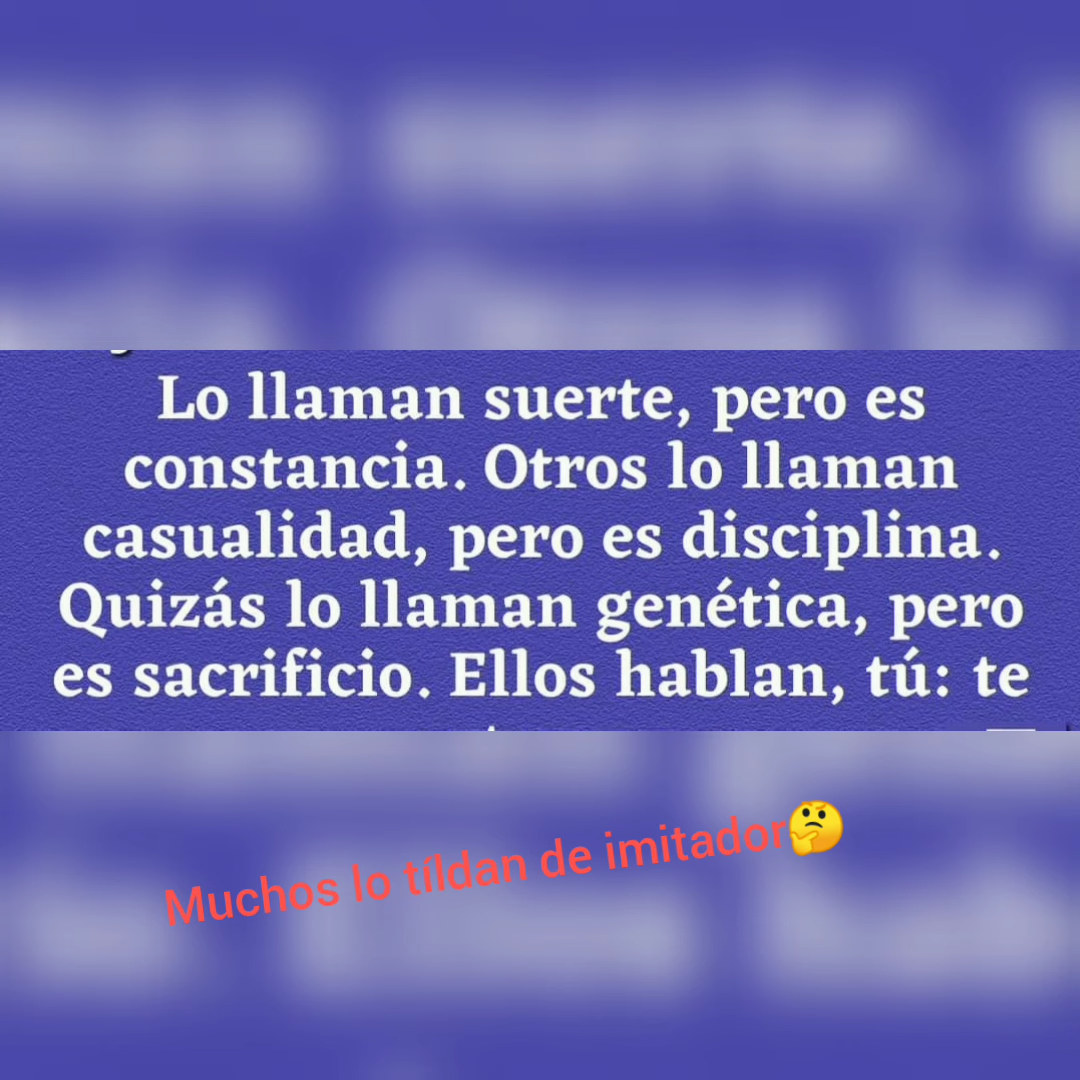 Lo llaman suerte, pero es
constancia. Otros lo llaman
casualidad, pero es disciplina.
Quizás lo llaman genética, pero
es sacrificio. Ellos hablan, tú: te
Muchos lo tíldan de imitador🤔